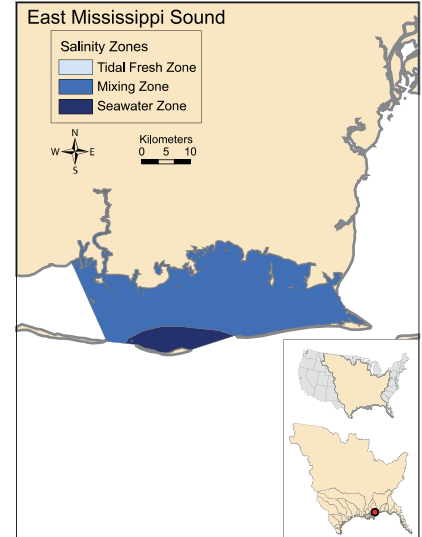 East Mississippi Sound
Salinity Zones
Tidal Fresh Zone
Mixing Zone
Seawater Zone
N
W E
S
Kilometers
0 5 10